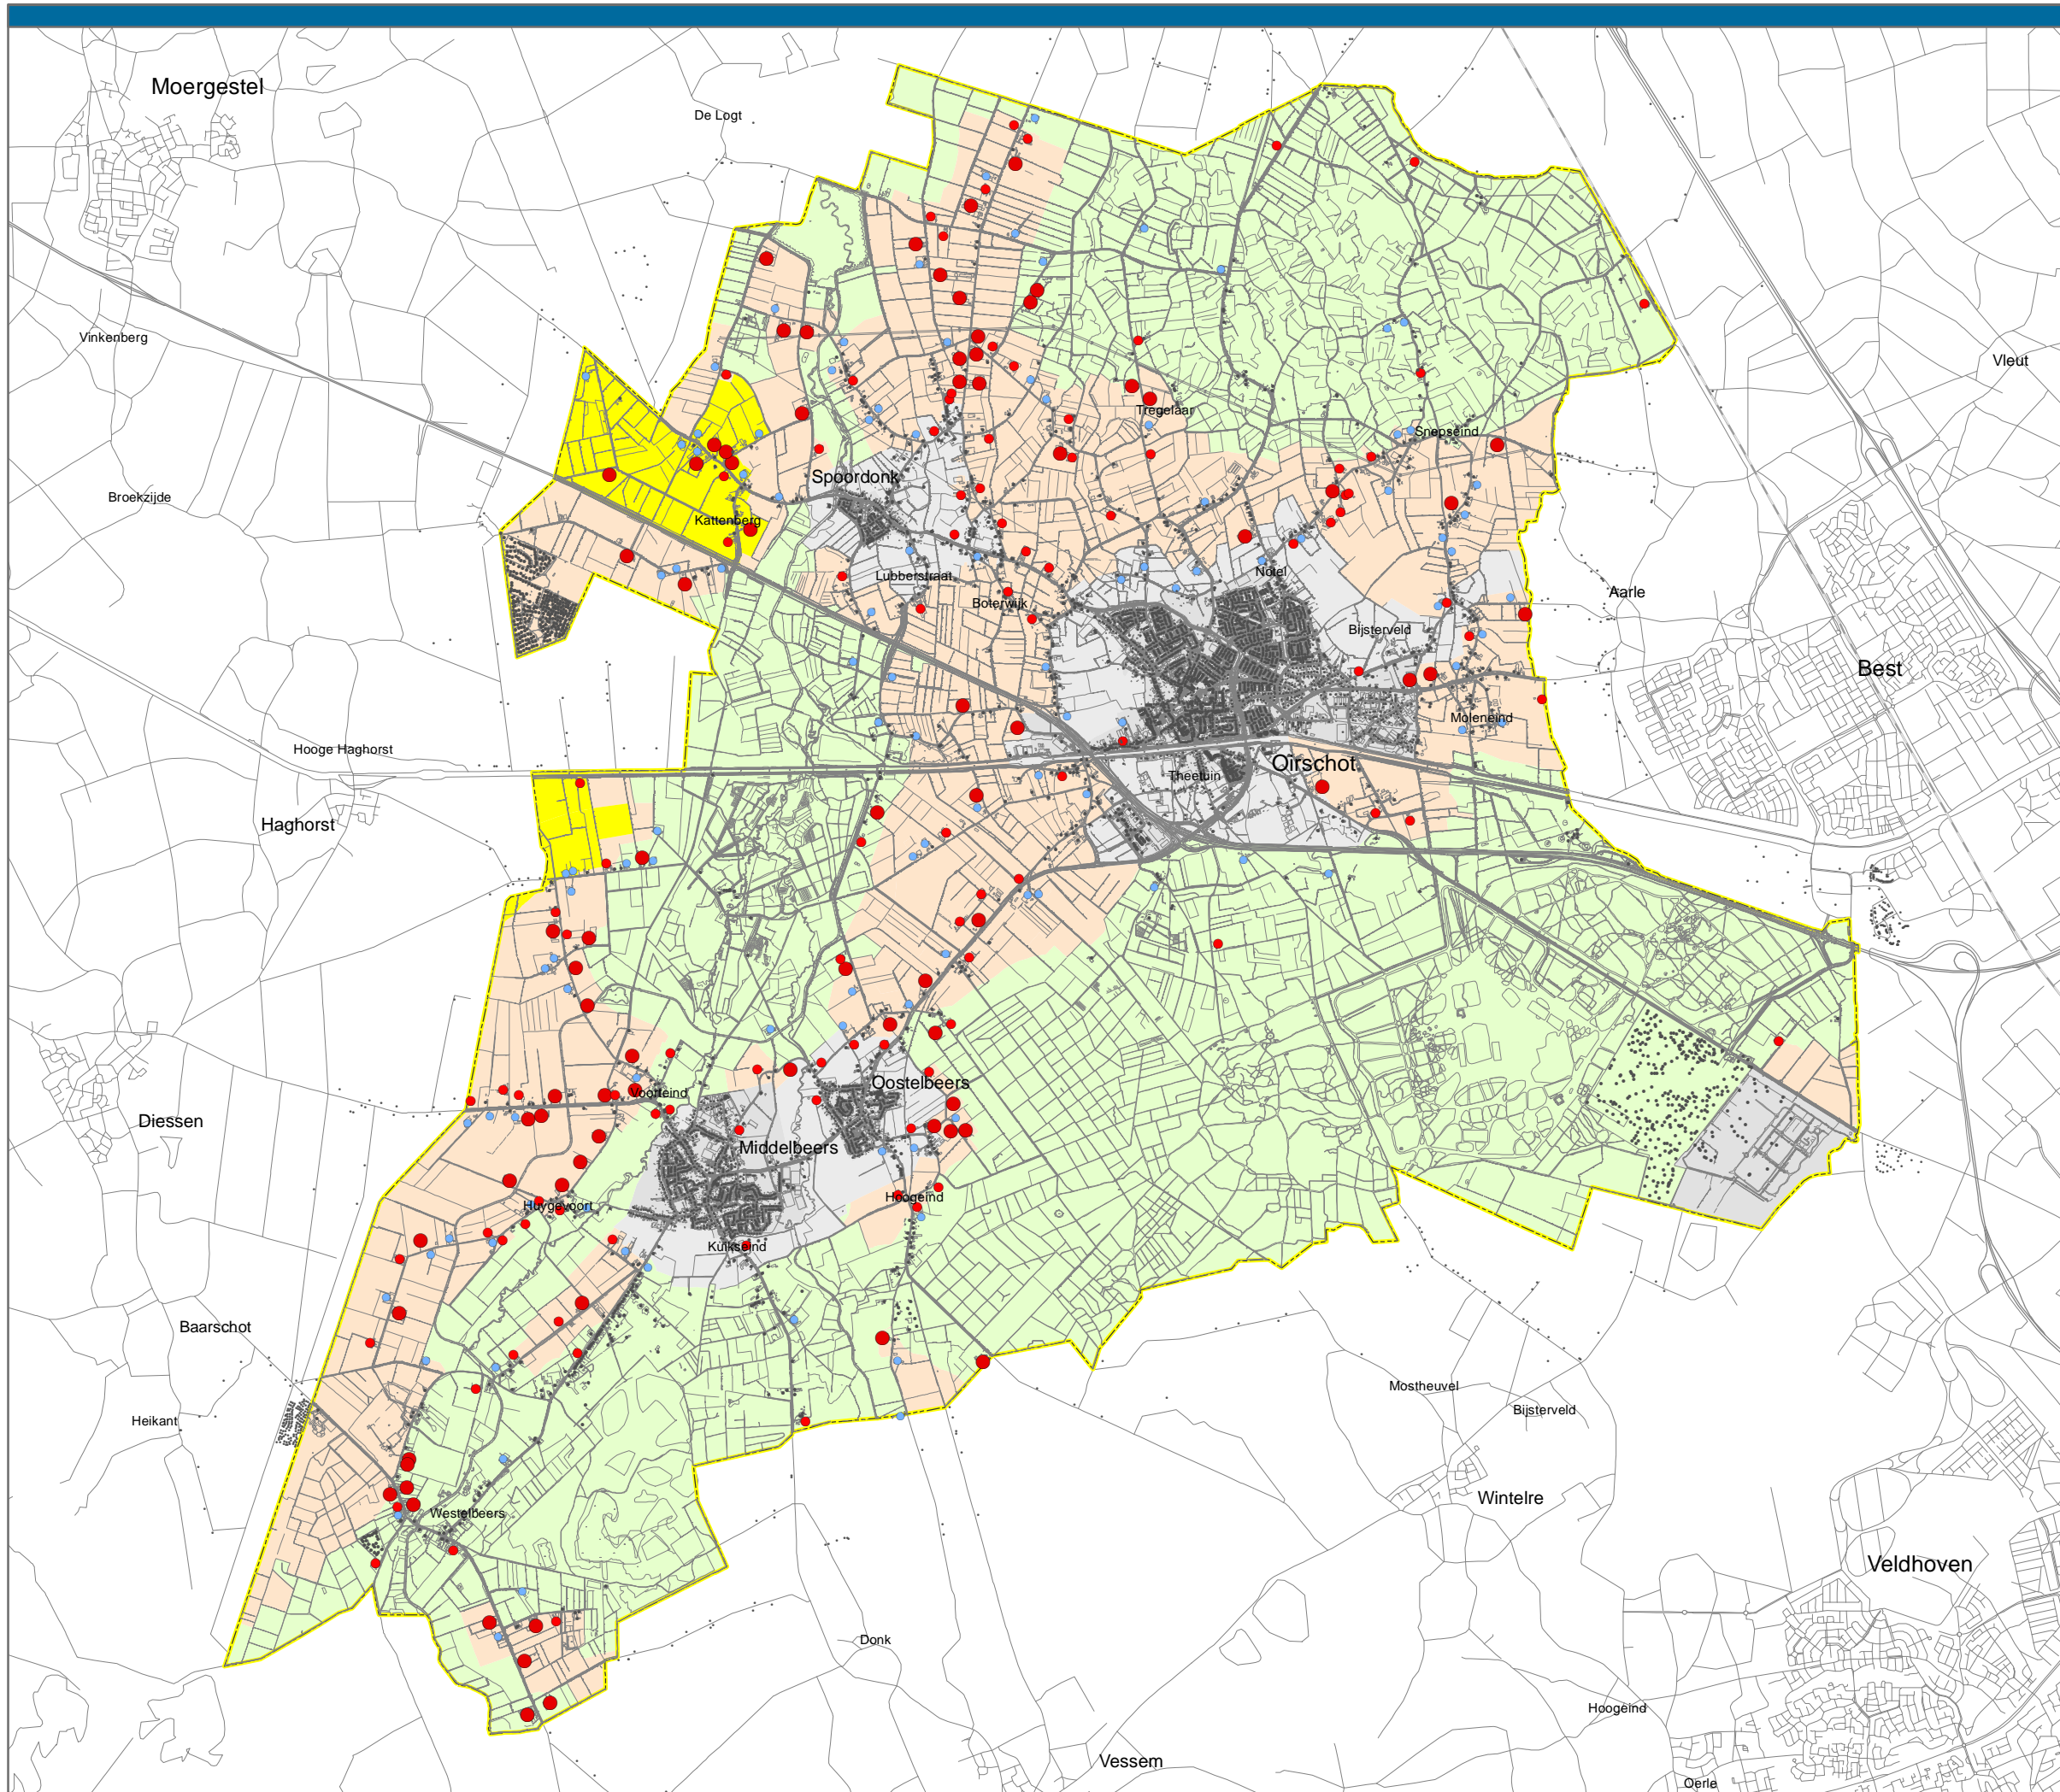 Moergestel
De Logt
Vinkenberg
Vleut
Tregelaar
Snepseind
Spoordonk
Broekzijde
Kattenberg
Lubberstraat
Notel
Boterwijk
Aarle
Bijsterveld
Best
Moleneind
Hooge Haghorst
Oirschot
Theetuin
Haghorst
Oostelbeers
Voorteind
Diessen
Middelbeers
Hoogeind
Huygevoort
Kuikseind
Baarschot
Mostheuvel
Bijsterveld
Heikant
Wintelre
Westelbeers
Veldhoven
Donk
Hoogeind
Vessem
Oerle